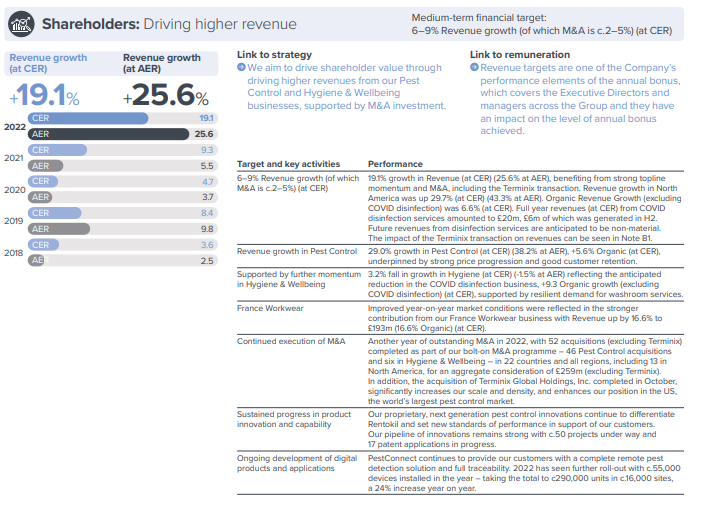 Shareholders: Driving higher revenue
Medium-term financial target:
6–9% Revenue growth (of which M&A is c.2–5%) (at CER)
Revenue growth
(at CER)
Revenue growth
(at AER)
+19.1%
+25.6%
2022
CER 19.1
AER 25.6
2021
CER 9.3
AER 5.5
2020
CER 4.7
AER 3.7
2019
CER 8.4
AER 9.8
2018
CER 3.6
AER 2.5
Link to strategy
We aim to drive shareholder value through
driving higher revenues from our Pest
Control and Hygiene & Wellbeing
businesses, supported by M&A investment.
Link to remuneration
Revenue targets are one of the Company's
performance elements of the annual bonus,
which covers the Executive Directors and
managers across the Group and they have
an impact on the level of annual bonus
achieved.
Target and key activities
Performance
6–9% Revenue growth (of which
M&A is c.2–5%) (at CER)
19.1% growth in Revenue (at CER) (25.6% at AER), benefiting from strong topline
momentum and M&A, including the Terminix transaction. Revenue growth in North
America was up 29.7% (at CER) (43.3% at AER). Organic Revenue Growth (excluding
COVID disinfection) was 6.6% (at CER). Full year revenues (at CER) from COVID
disinfection services amounted to £20m, £6m of which was generated in H2.
Future revenues from disinfection services are anticipated to be non-material.
The impact of the Terminix transaction on revenues can be seen in Note B1.
Revenue growth in Pest Control
29.0% growth in Pest Control (at CER) (38.2% at AER), +5.6% Organic (at CER),
underpinned by strong price progression and good customer retention.
Supported by further momentum
in Hygiene & Wellbeing
3.2% fall in growth in Hygiene (at CER) (-1.5% at AER) reflecting the anticipated
reduction in the COVID disinfection business, +9.3 Organic growth (excluding
COVID disinfection) (at CER), supported by resilient demand for washroom services.
France Workwear
Improved year-on-year market conditions were reflected in the stronger
contribution from our France Workwear business with Revenue up by 16.6% to
£193m (16.6% Organic) (at CER).
Continued execution of M&A
Another year of outstanding M&A in 2022, with 52 acquisitions (excluding Terminix)
completed as part of our bolt-on M&A programme – 46 Pest Control acquisitions
and six in Hygiene & Wellbeing – in 22 countries and all regions, including 13 in
North America, for an aggregate consideration of £259m (excluding Terminix).
In addition, the acquisition of Terminix Global Holdings, Inc. completed in October,
significantly increases our scale and density, and enhances our position in the US,
the world's largest pest control market.
Sustained progress in product
innovation and capability
Our proprietary, next generation pest control innovations continue to differentiate
Rentokil and set new standards of performance in support of our customers.
Our pipeline of innovations remains strong with c.50 projects under way and
17 patent applications in progress.
Ongoing development of digital
products and applications
PestConnect continues to provide our customers with a complete remote pest
detection solution and full traceability. 2022 has seen further roll-out with c.55,000
devices installed in the year – taking the total to c290,000 units in c.16,000 sites,
a 24% increase year on year.